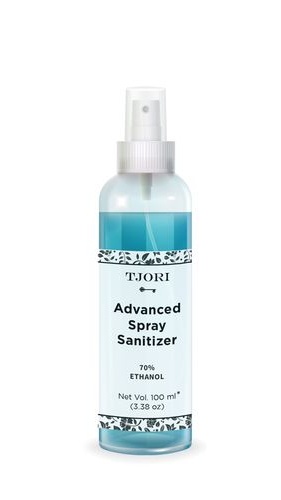 TJORI
Advanced
Spray
Sanitizer
70%
ETHANOL
Net Vol. 100 ml*
(3.38 oz)